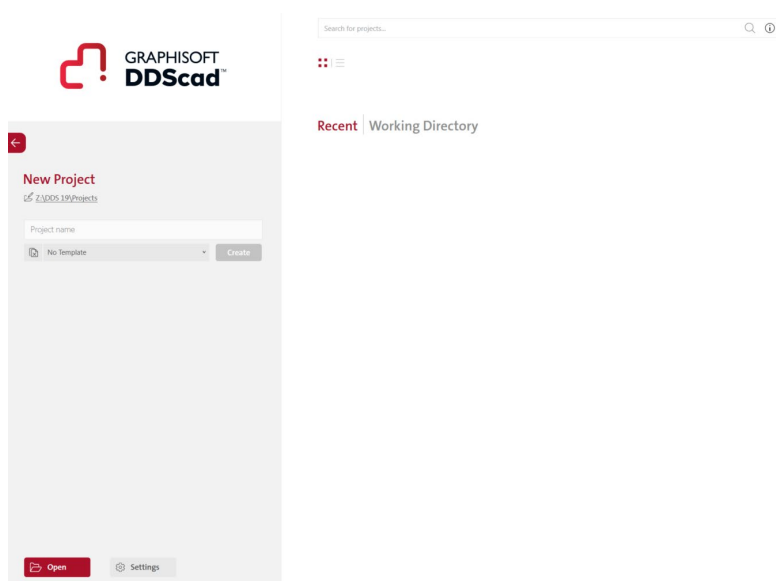 GRAPHISOFT
DDScad™
New Project
Z:\DDS 19\Projects
Project name
No Template
Create
Open
Settings
Search for projects...
Recent
Working Directory